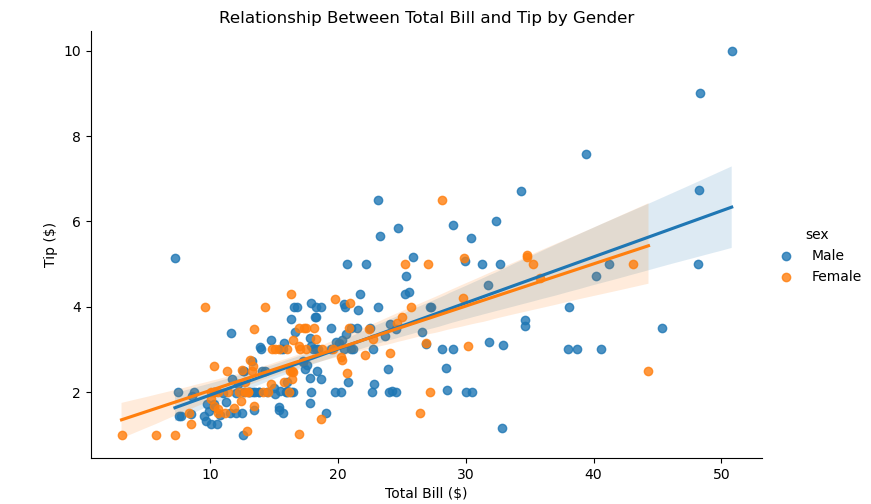 Relationship Between Total Bill and Tip by Gender
10
8
6
4
2
Tip ($)
10 20 30 40 50
Total Bill ($)
sex
Male
Female